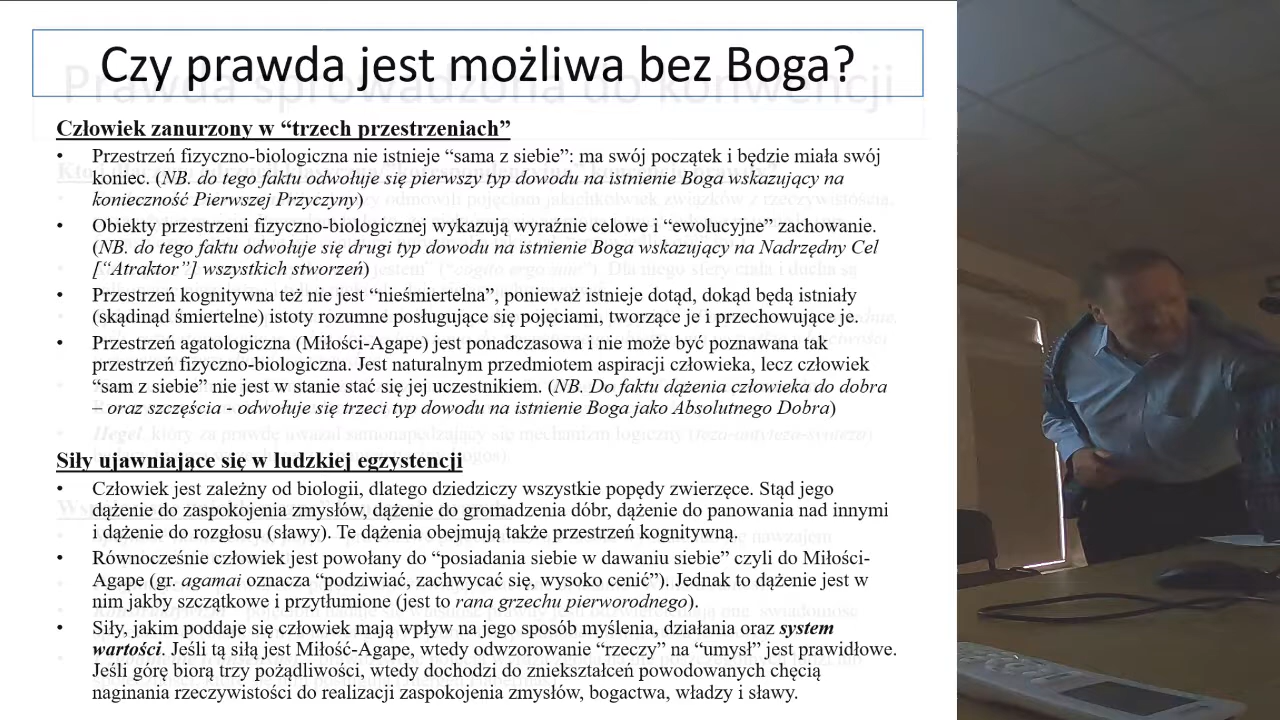 Czy prawda jest możliwa bez Boga?
Prawda sprowadzona do konwencji
Człowiek zanurzony w “trzech przestrzeniach”
• Przestrzeń fizyczno-biologiczna nie istnieje “sama z siebie”: ma swój początek i będzie miała swój
koniec. (NB. do tego faktu odwołuje się pierwszy typ dowodu na istnienie Boga wskazujący na
konieczność Pierwszej Przyczyny)
• Obiekty przestrzeni fizyczno-biologicznej wykazują wyraźnie celowe i “ewolucyjne” zachowanie.
(NB. do tego faktu odwołuje się drugi typ dowodu na istnienie Boga wskazujący na Nadrzędny Cel
[“Atraktor”] wszystkich stworzeń)
• Przestrzeń kognitywna też nie jest “nieśmiertelna”, ponieważ istnieje dotąd, dokąd będą istniały
(skądinąd śmiertelne) istoty rozumne posługujące się pojęciami, tworzące je i przechowujące je.
• Przestrzeń agatologiczna (Miłości-Agape) jest ponadczasowa i nie może być poznawana tak
przestrzeń fizyczno-biologiczna. Jest naturalnym przedmiotem aspiracji człowieka, lecz człowiek
“sam z siebie” nie jest w stanie stać się jej uczestnikiem. (NB. Do faktu dążenia człowieka do dobra
– oraz szczęścia - odwołuje się trzeci typ dowodu na istnienie Boga jako Absolutnego Dobra)
Siły ujawniające się w ludzkiej egzystencji
• Człowiek jest zależny od biologii, dlatego dziedziczy wszystkie popędy zwierzęce. Stąd jego
dążenie do zaspokojenia zmysłów, dążenie do gromadzenia dóbr, dążenie do panowania nad innymi
i dążenie do rozgłosu (sławy). Te dążenia obejmują także przestrzeń kognitywną.
• Równocześnie człowiek jest powołany do “posiadania siebie w dawaniu siebie” czyli do Miłości-
Agape (gr. agamai oznacza “podziwiać, zachwycać się, wysoko cenić”). Jednak to dążenie jest w
nim jakby szczątkowe i przytłumione (jest to rana grzechu pierworodnego).
• Siły, jakim poddaje się człowiek mają wpływ na jego sposób myślenia, działania oraz system
wartości. Jeśli tą siłą jest Miłość-Agape, wtedy odwzorowanie “rzeczy” na “umysł” jest prawidłowe.
Jeśli górę biorą trzy pożądliwości, wtedy dochodzi do zniekształceń powodowanych chęcią
naginania rzeczywistości do realizacji zaspokojenia zmysłów, bogactwa, władzy i sławy.